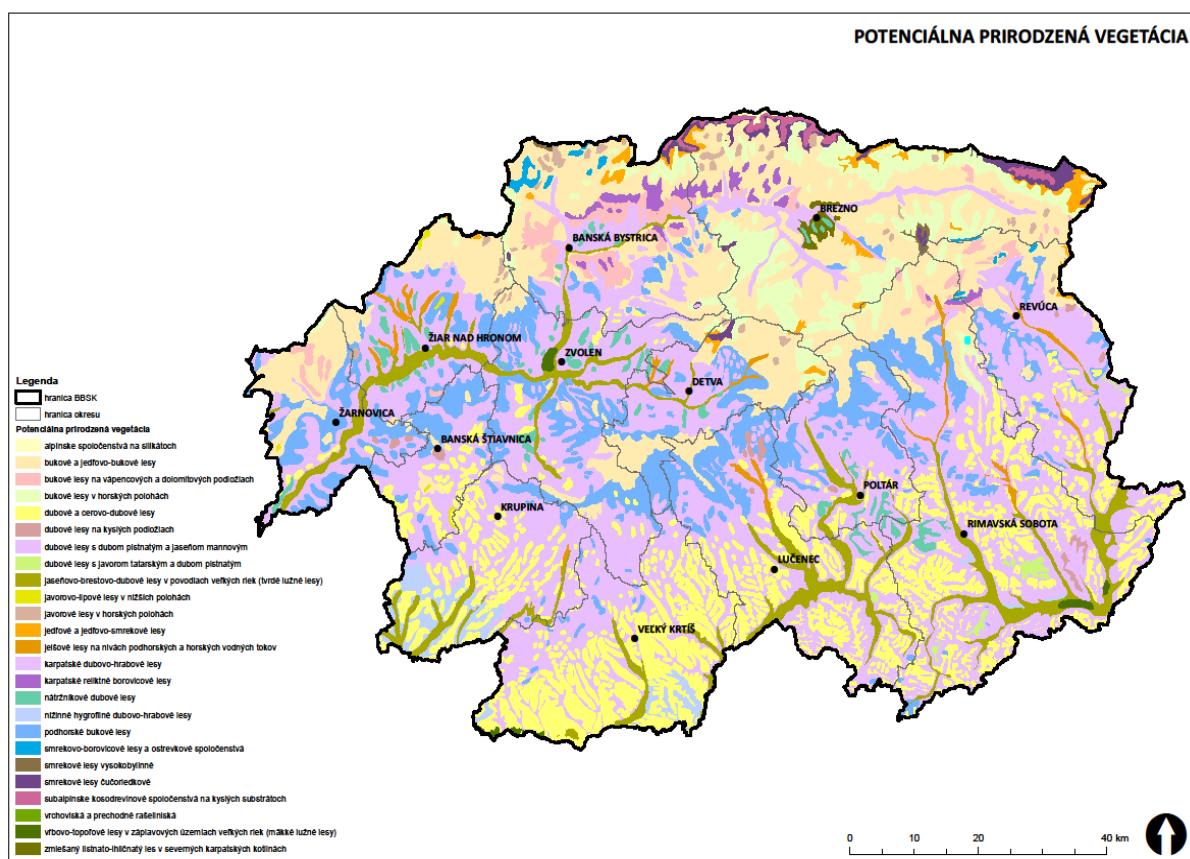 POTENCIÁLNA PRIRODZENÁ VEGETÁCIA
BREZNO
BANSKÁ BYSTRICA
REVÚCA
ŽIAR NAD HRONOM
ZVOLEN
DETVA
ŽARNOVICA
BANSKÁ ŠTIAVNICA
POLTÁR
KRUPINA
RIMAVSKÁ SOBOTA
LUČENEC
VEĽKÝ KRTÍŠ
Legenda
hranica BBSK
hranica okresu
Potenciálna prirodzená vegetácia
alpínske spoločenstvá na silikátoch
bukové a jedľovo-bukové lesy
bukové lesy na vápencových a dolomitových podložiach
bukové lesy v horských polohách
dubové a cerovo-dubové lesy
dubové lesy na kyslých podložiach
dubové lesy s dubom plstnatým a jaseňom mannovým
dubové lesy s javorom tatárskym a dubom plstnatým
jaseňovo-brestovo-dubové lesy v povodiach veľkých riek (tvrdé lužné lesy)
javorovo-lipové lesy v nižších polohách
javorové lesy v horských polohách
jedľové a jedľovo-smrekové lesy
jelšové lesy na nivách podhorských a horských vodných tokov
karpatské dubovo-hrabové lesy
karpatské reliktné borovicové lesy
nátržníkové dubové lesy
nížinné hygrofilné dubovo-hrabové lesy
podhorské bukové lesy
smrekovo-borovicové lesy a ostrevkové spoločenstvá
smrekové lesy vysokobylinné
smrekové lesy čučoriedkové
subalpínske kosodrevinové spoločenstvá na kyslých substrátoch
vrchoviská a prechodné rašeliniská
vŕbovo-topoľové lesy v záplavových územiach veľkých riek (mäkké lužné lesy)
zmiešaný listnato-ihličnatý les v severných karpatských kotlinách
0 10 20 40 km